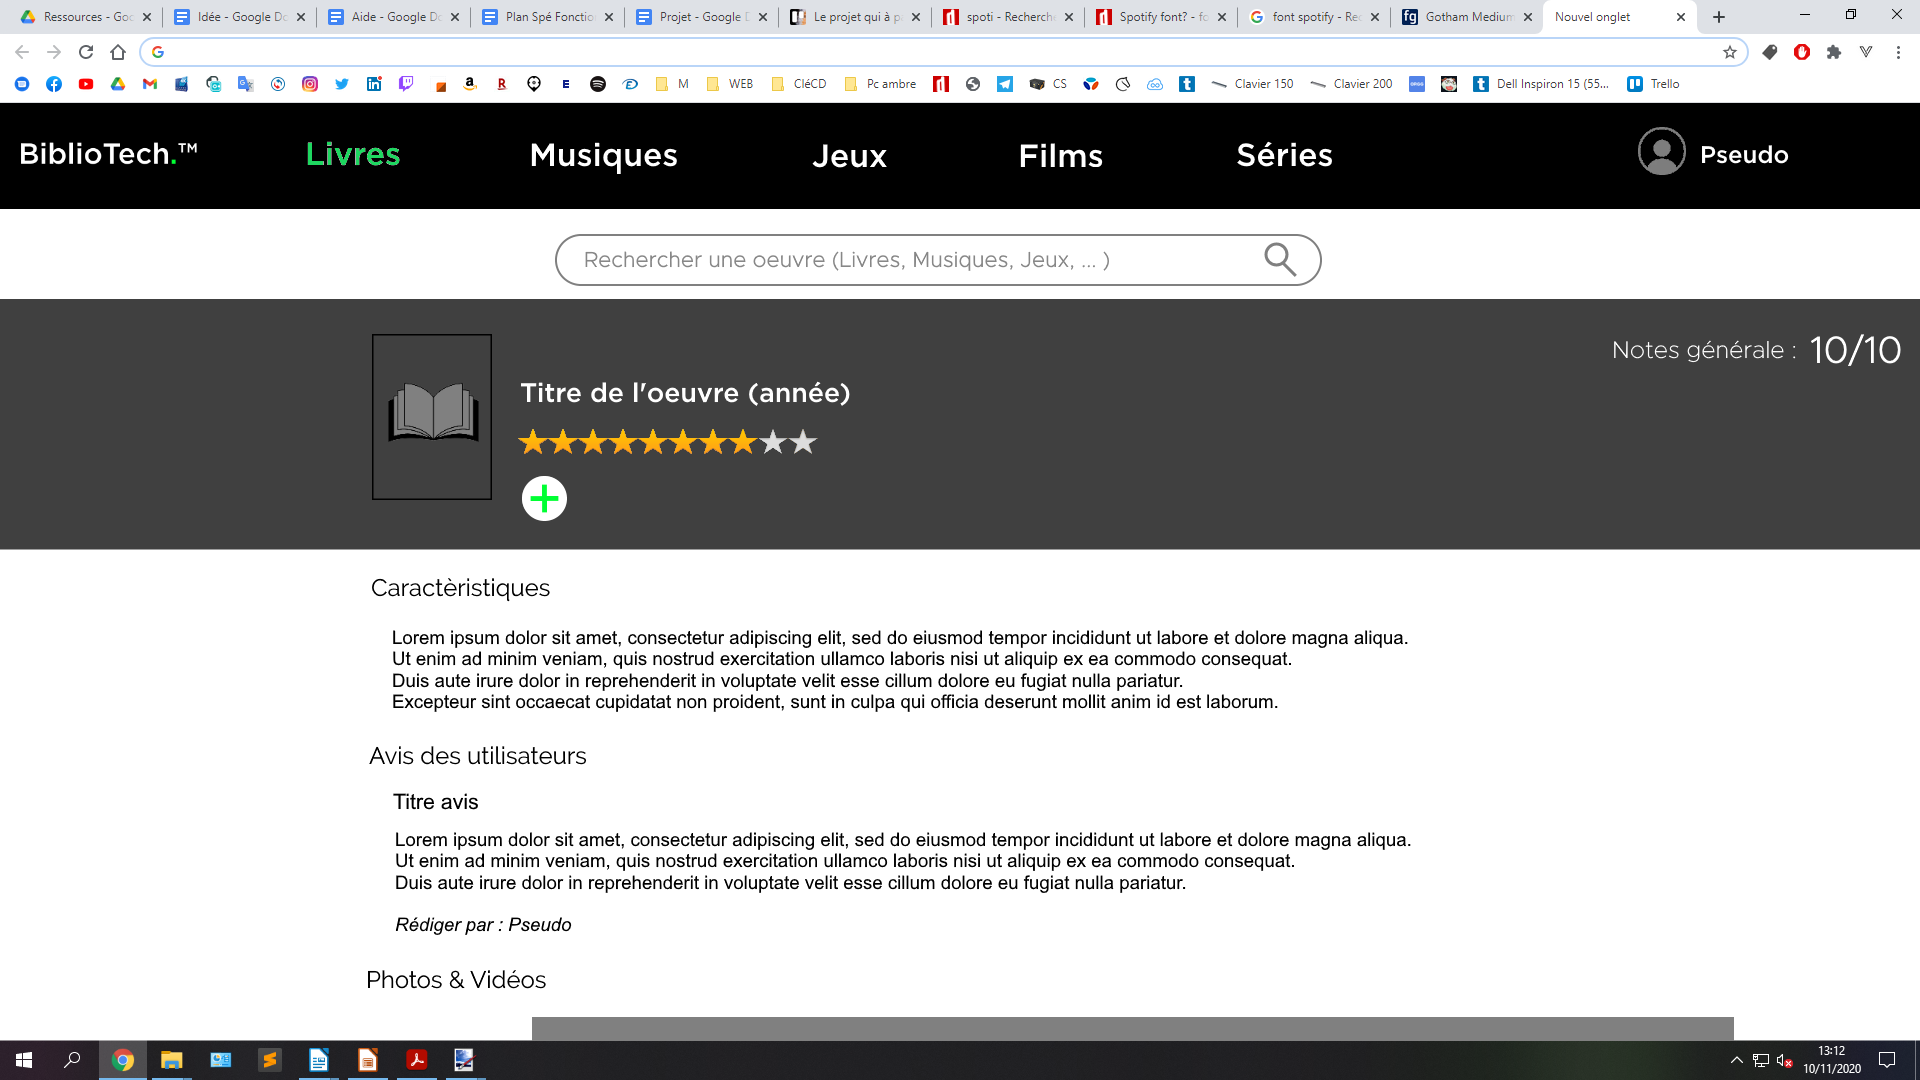 Ressources - Goo
Idée - Google Do
Aide - Google Do
Plan Spé Fonctio
Projet - Google D
Le projet qui à p
spoti - Recherche
Spotify font? - fo
font spotify - Rec
Gotham Medium
Nouvel onglet
M
WEB
CléCD
Pc ambre
CS
Clavier 150
Clavier 200
Dell Inspiron 15 (55...
Trello
BiblioTech.™
Livres
Musiques
Jeux
Films
Séries
Pseudo
Rechercher une oeuvre (Livres, Musiques, Jeux, ... )
Notes générale : 10/10
Titre de l'oeuvre (année)
Caractèristiques
Lorem ipsum dolor sit amet, consectetur adipiscing elit, sed do eiusmod tempor incididunt ut labore et dolore magna aliqua.
Ut enim ad minim veniam, quis nostrud exercitation ullamco laboris nisi ut aliquip ex ea commodo consequat.
Duis aute irure dolor in reprehenderit in voluptate velit esse cillum dolore eu fugiat nulla pariatur.
Excepteur sint occaecat cupidatat non proident, sunt in culpa qui officia deserunt mollit anim id est laborum.
Avis des utilisateurs
Titre avis
Lorem ipsum dolor sit amet, consectetur adipiscing elit, sed do eiusmod tempor incididunt ut labore et dolore magna aliqua.
Ut enim ad minim veniam, quis nostrud exercitation ullamco laboris nisi ut aliquip ex ea commodo consequat.
Duis aute irure dolor in reprehenderit in voluptate velit esse cillum dolore eu fugiat nulla pariatur.
Rédiger par : Pseudo
Photos & Vidéos
13:12
10/11/2020